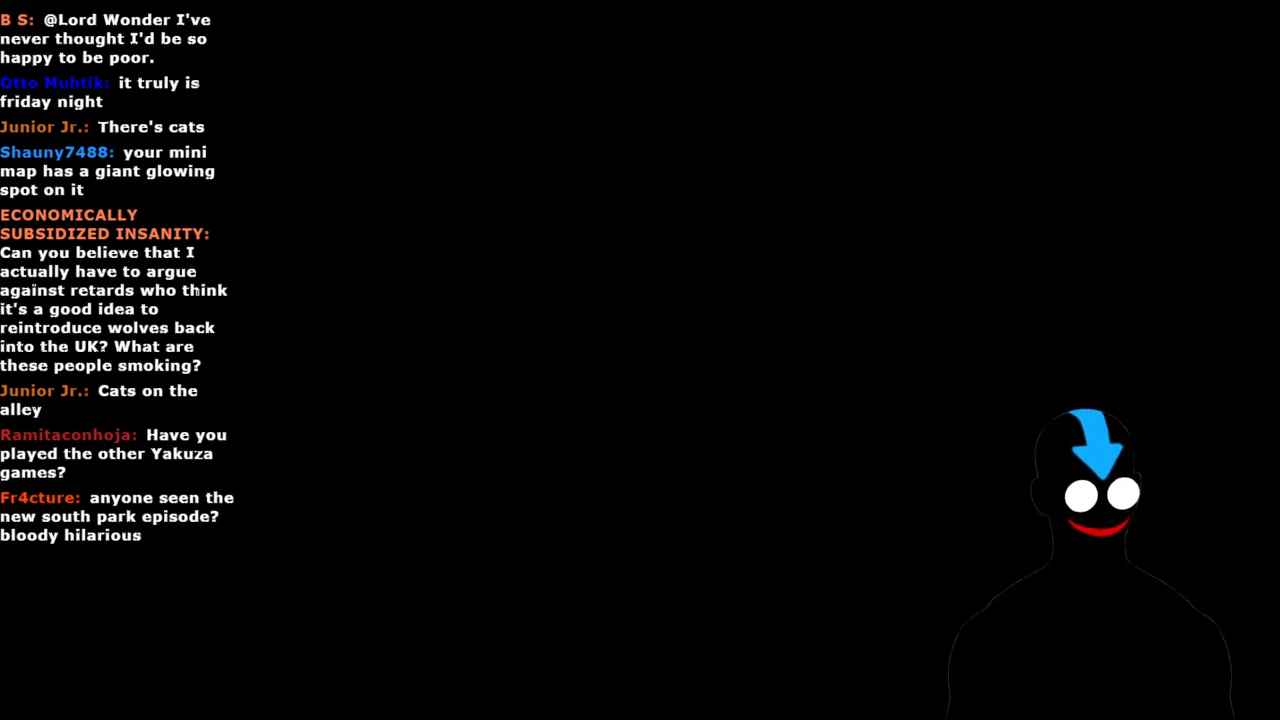 B S: @Lord Wonder I've
never thought I'd be so
happy to be poor.
Otto Muhtik: it truly is
friday night
Junior Jr.: There's cats
Shauny7488: your mini
map has a giant glowing
spot on it
ECONOMICALLY
SUBSIDIZED INSANITY:
Can you believe that I
actually have to argue
against retards who think
it's a good idea to
reintroduce wolves back
into the UK? What are
these people smoking?
Junior Jr.: Cats on the
alley
Ramitaconhoja: Have you
played the other Yakuza
games?
Fr4cture: anyone seen the
new south park episode?
bloody hilarious